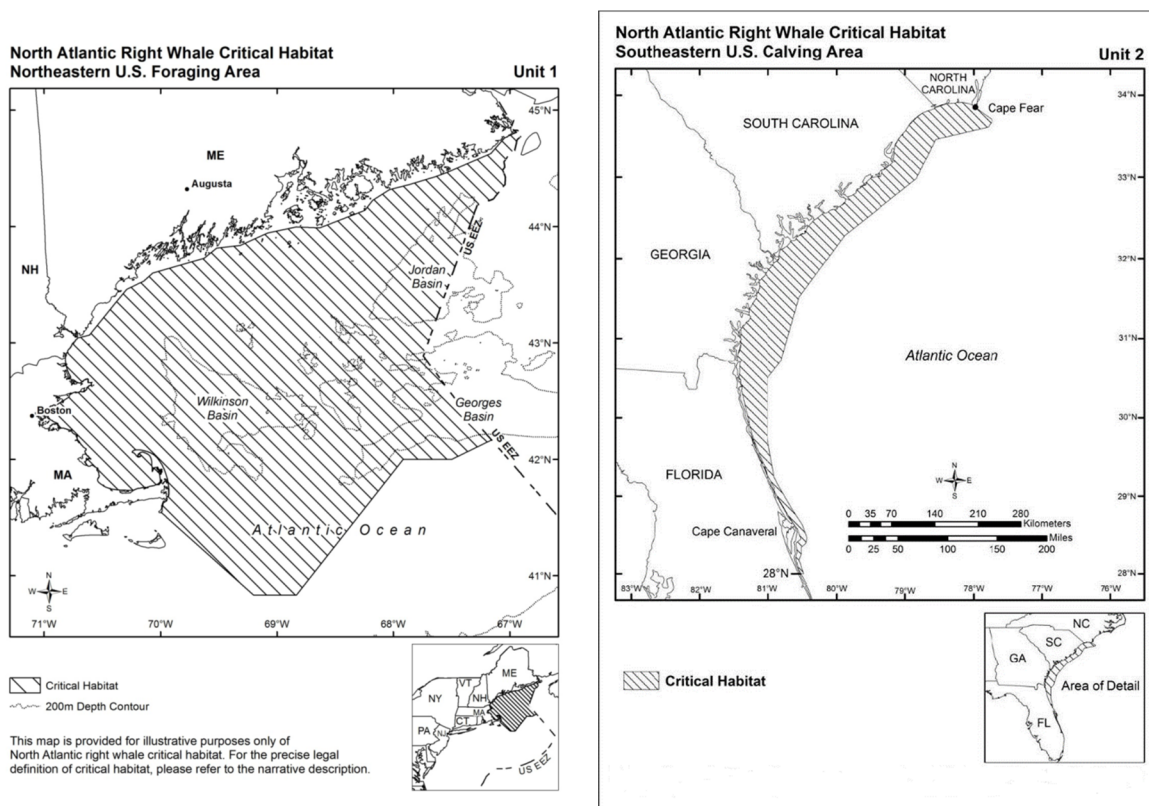 North Atlantic Right Whale Critical Habitat
Northeastern U.S. Foraging Area Unit 1
45°N
ME
Augusta
44°N
US EEZ
NH
Jordan
Basin
43°N
Wilkinson
Basin
Georges
Basin
Boston
US EEZ
42°N
MA
Atlantic Ocean
41°N
N
W E
S
71°W 70°W 69°W 68°W 67°W
Critical Habitat
200m Depth Contour
This map is provided for illustrative purposes only of
North Atlantic right whale critical habitat. For the precise legal
definition of critical habitat, please refer to the narrative description.
ME
VT
NY
NH
MA
CT
PA
NJ
US EEZ
North Atlantic Right Whale Critical Habitat
Southeastern U.S. Calving Area Unit 2
NORTH
CAROLINA
34°N
Cape Fear
SOUTH CAROLINA
33°N
GEORGIA
32°N
31°N
Atlantic Ocean
30°N
FLORIDA
N
W E
S
29°N
Cape Canaveral
0 35 70 140 210 280
Kilometers
Miles
0 25 50 100 150 200
28°N
28°N
83°W 82°W 81°W 80°W 79°W 78°W 77°W 76°W
Critical Habitat
NC
SC
GA
Area of Detail
FL